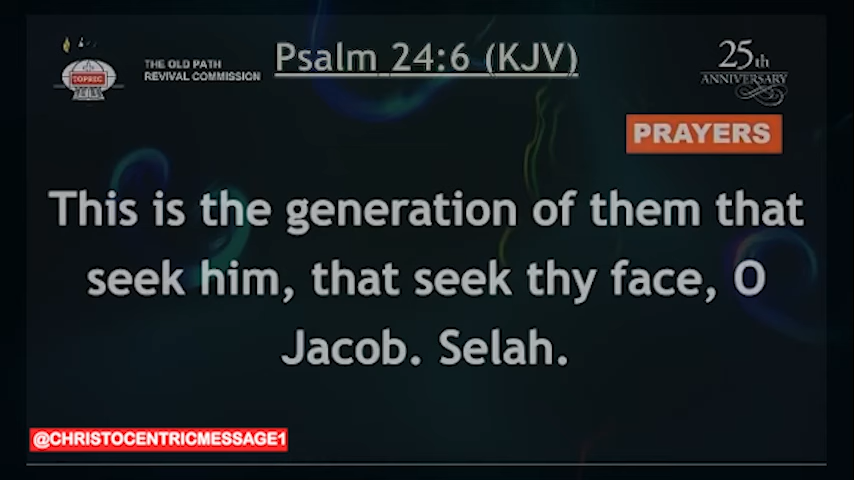 TOPREC
THE OLD PATH
REVIVAL COMMISSION
Psalm 24:6 (KJV)
25th
ANNIVERSARY
PRAYERS
This is the generation of them that
seek him, that seek thy face, O
Jacob. Selah.
@CHRISTOCENTRICMESSAGE1